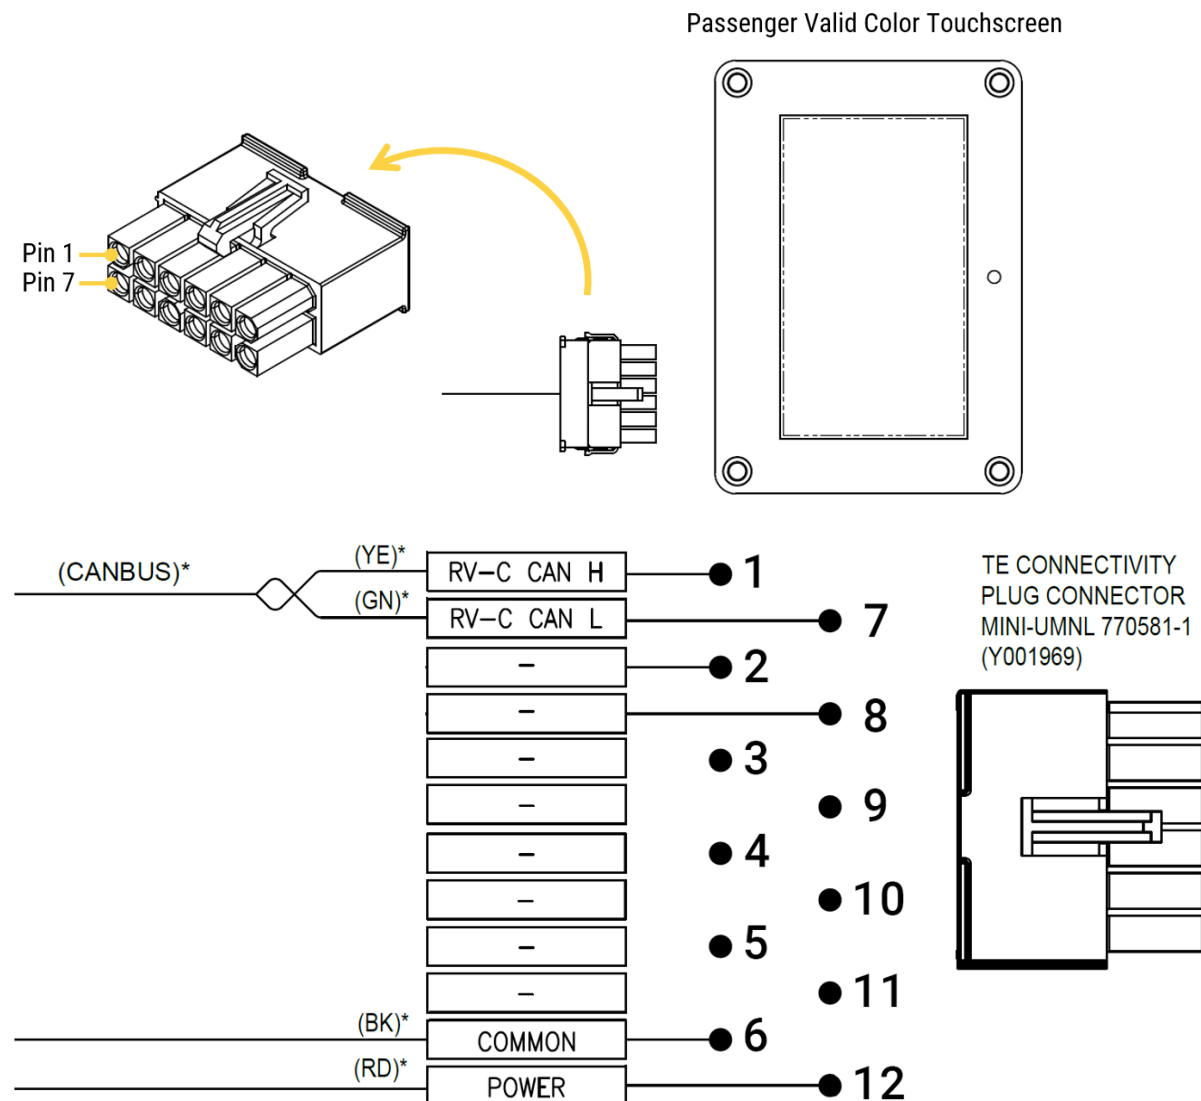 Passenger Valid Color Touchscreen
Pin 1
Pin 7
(CANBUS)*
(YE)*
RV-C CAN H
1
(GN)*
RV-C CAN L
7
-
2
-
8
-
3
-
9
-
4
-
10
-
5
-
11
(BK)*
COMMON
6
(RD)*
POWER
12
TE CONNECTIVITY
PLUG CONNECTOR
MINI-UMNL 770581-1
(Y001969)